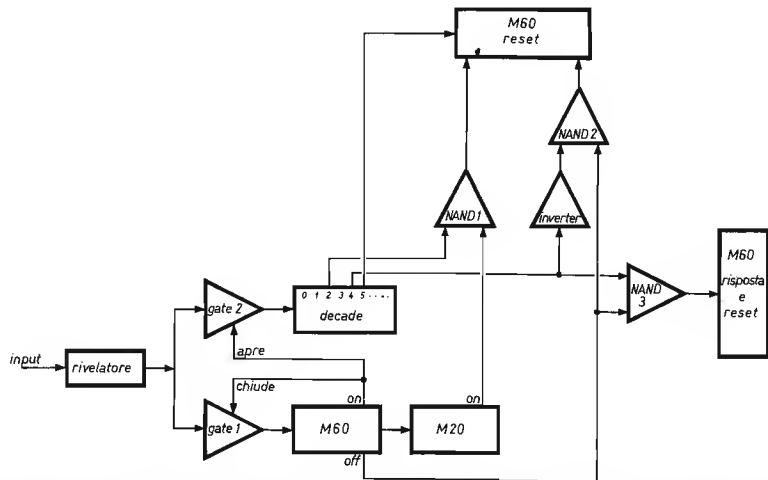 M60
reset
NAND 2
NAND 1
inverter
M60
risposta
e
reset
NAND
3
0 1 2 3 4 5 ....
decade
gate 2
input
rivelatore
apre
chiude
on
on
gate 1
M60
M20
off